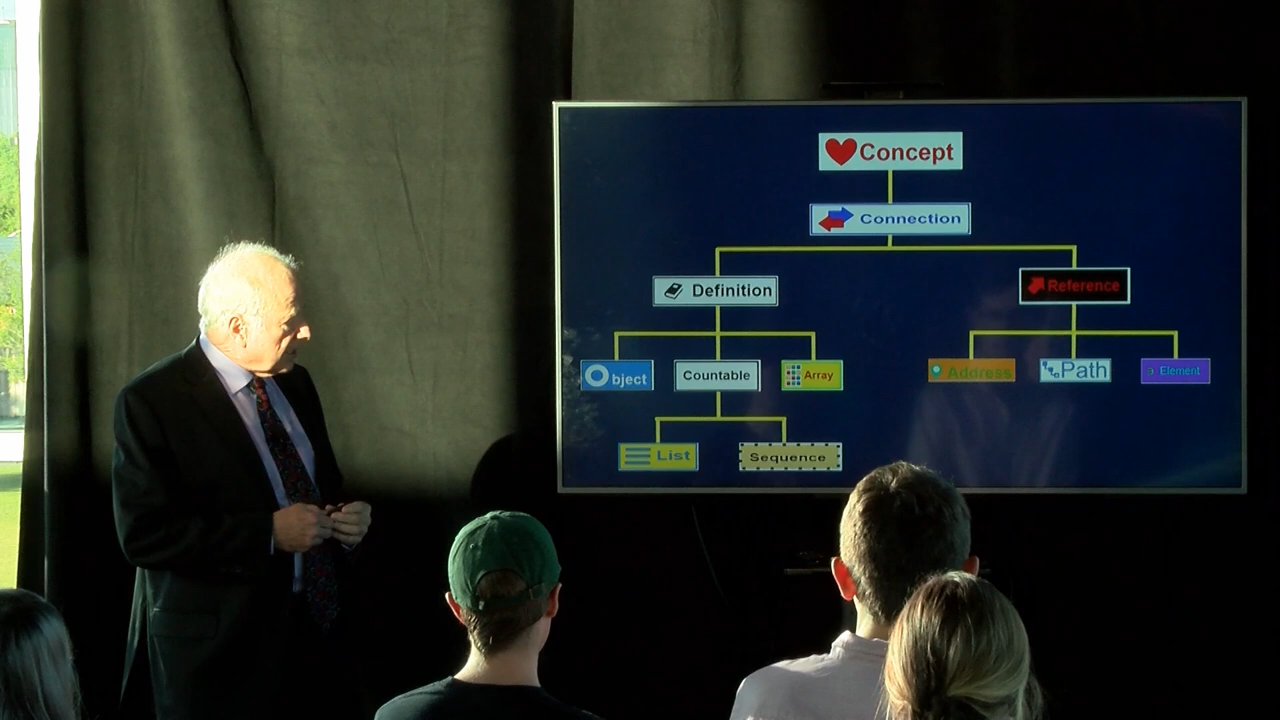 Concept
Connection
Definition
Reference
bject
Countable
Array
Address
Path
Element
List
Sequence